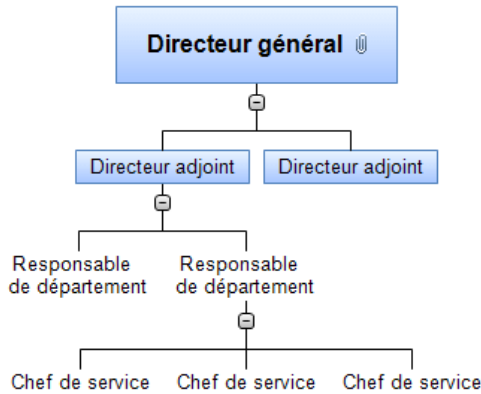 Directeur général
Directeur adjoint
Directeur adjoint
Responsable
de département
Responsable
de département
Chef de service
Chef de service
Chef de service